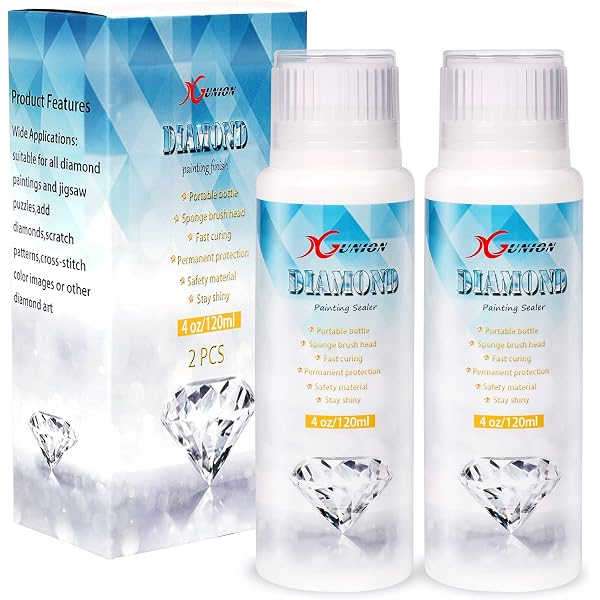 Product Features
Wide Applications:
suitable for all diamond
paintings and jigsaw
puzzles,add
diamonds,scratch
patterns,cross-stitch
color images or other
diamond art
XGUNION
DIAMOND
painting finish
Portable bottle
Sponge brush head
Fast curing
Permanent protection
Safety material
Stay shiny
4 oz/120ml
2 PCS
XGUNION
DIAMOND
Painting Sealer
Portable bottle
Sponge brush head
Fast curing
Permanent protection
Safety material
Stay shiny
4 oz/120ml
XGUNION
DIAMOND
Painting Sealer
Portable bottle
Sponge brush head
Fast curing
Permanent protection
Safety material
Stay shiny
4 oz/120ml